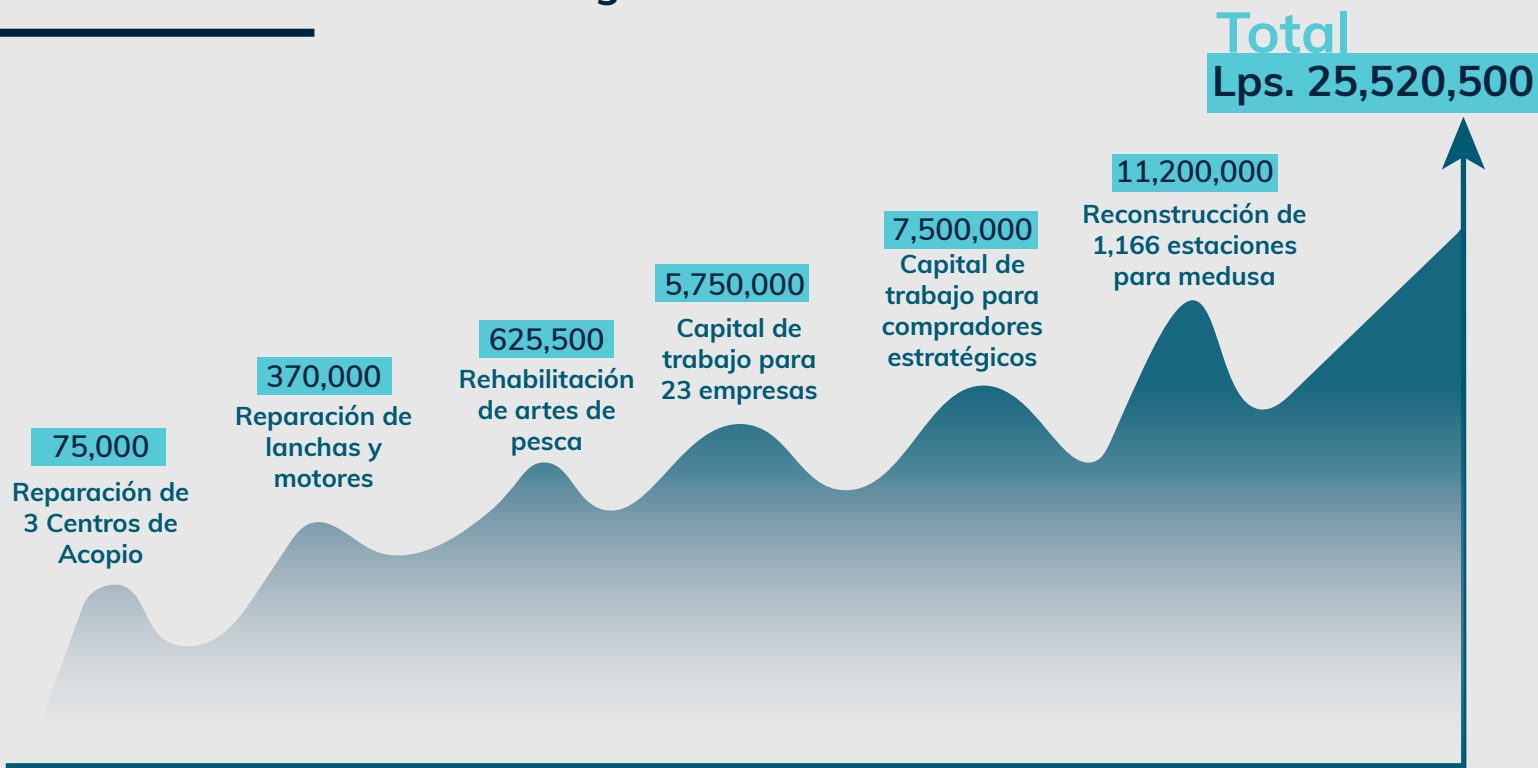 Total
Lps. 25,520,500
11,200,000
Reconstrucción de
1,166 estaciones
para medusa
7,500,000
Capital de
trabajo para
compradores
estratégicos
5,750,000
Capital de
trabajo para
23 empresas
625,500
Rehabilitación
de artes de
pesca
370,000
Reparación de
lanchas y
motores
75,000
Reparación de
3 Centros de
Acopio